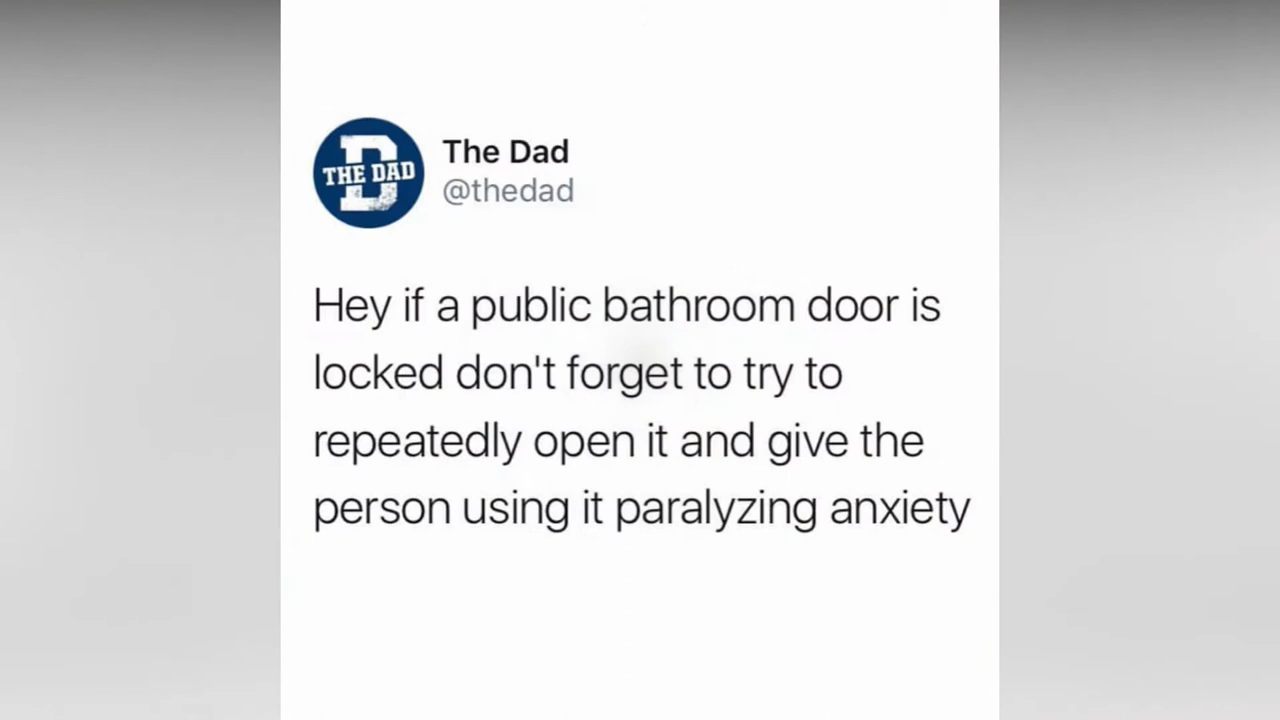 D
THE DAD
The Dad
@thedad
Hey if a public bathroom door is
locked don't forget to try to
repeatedly open it and give the
person using it paralyzing anxiety